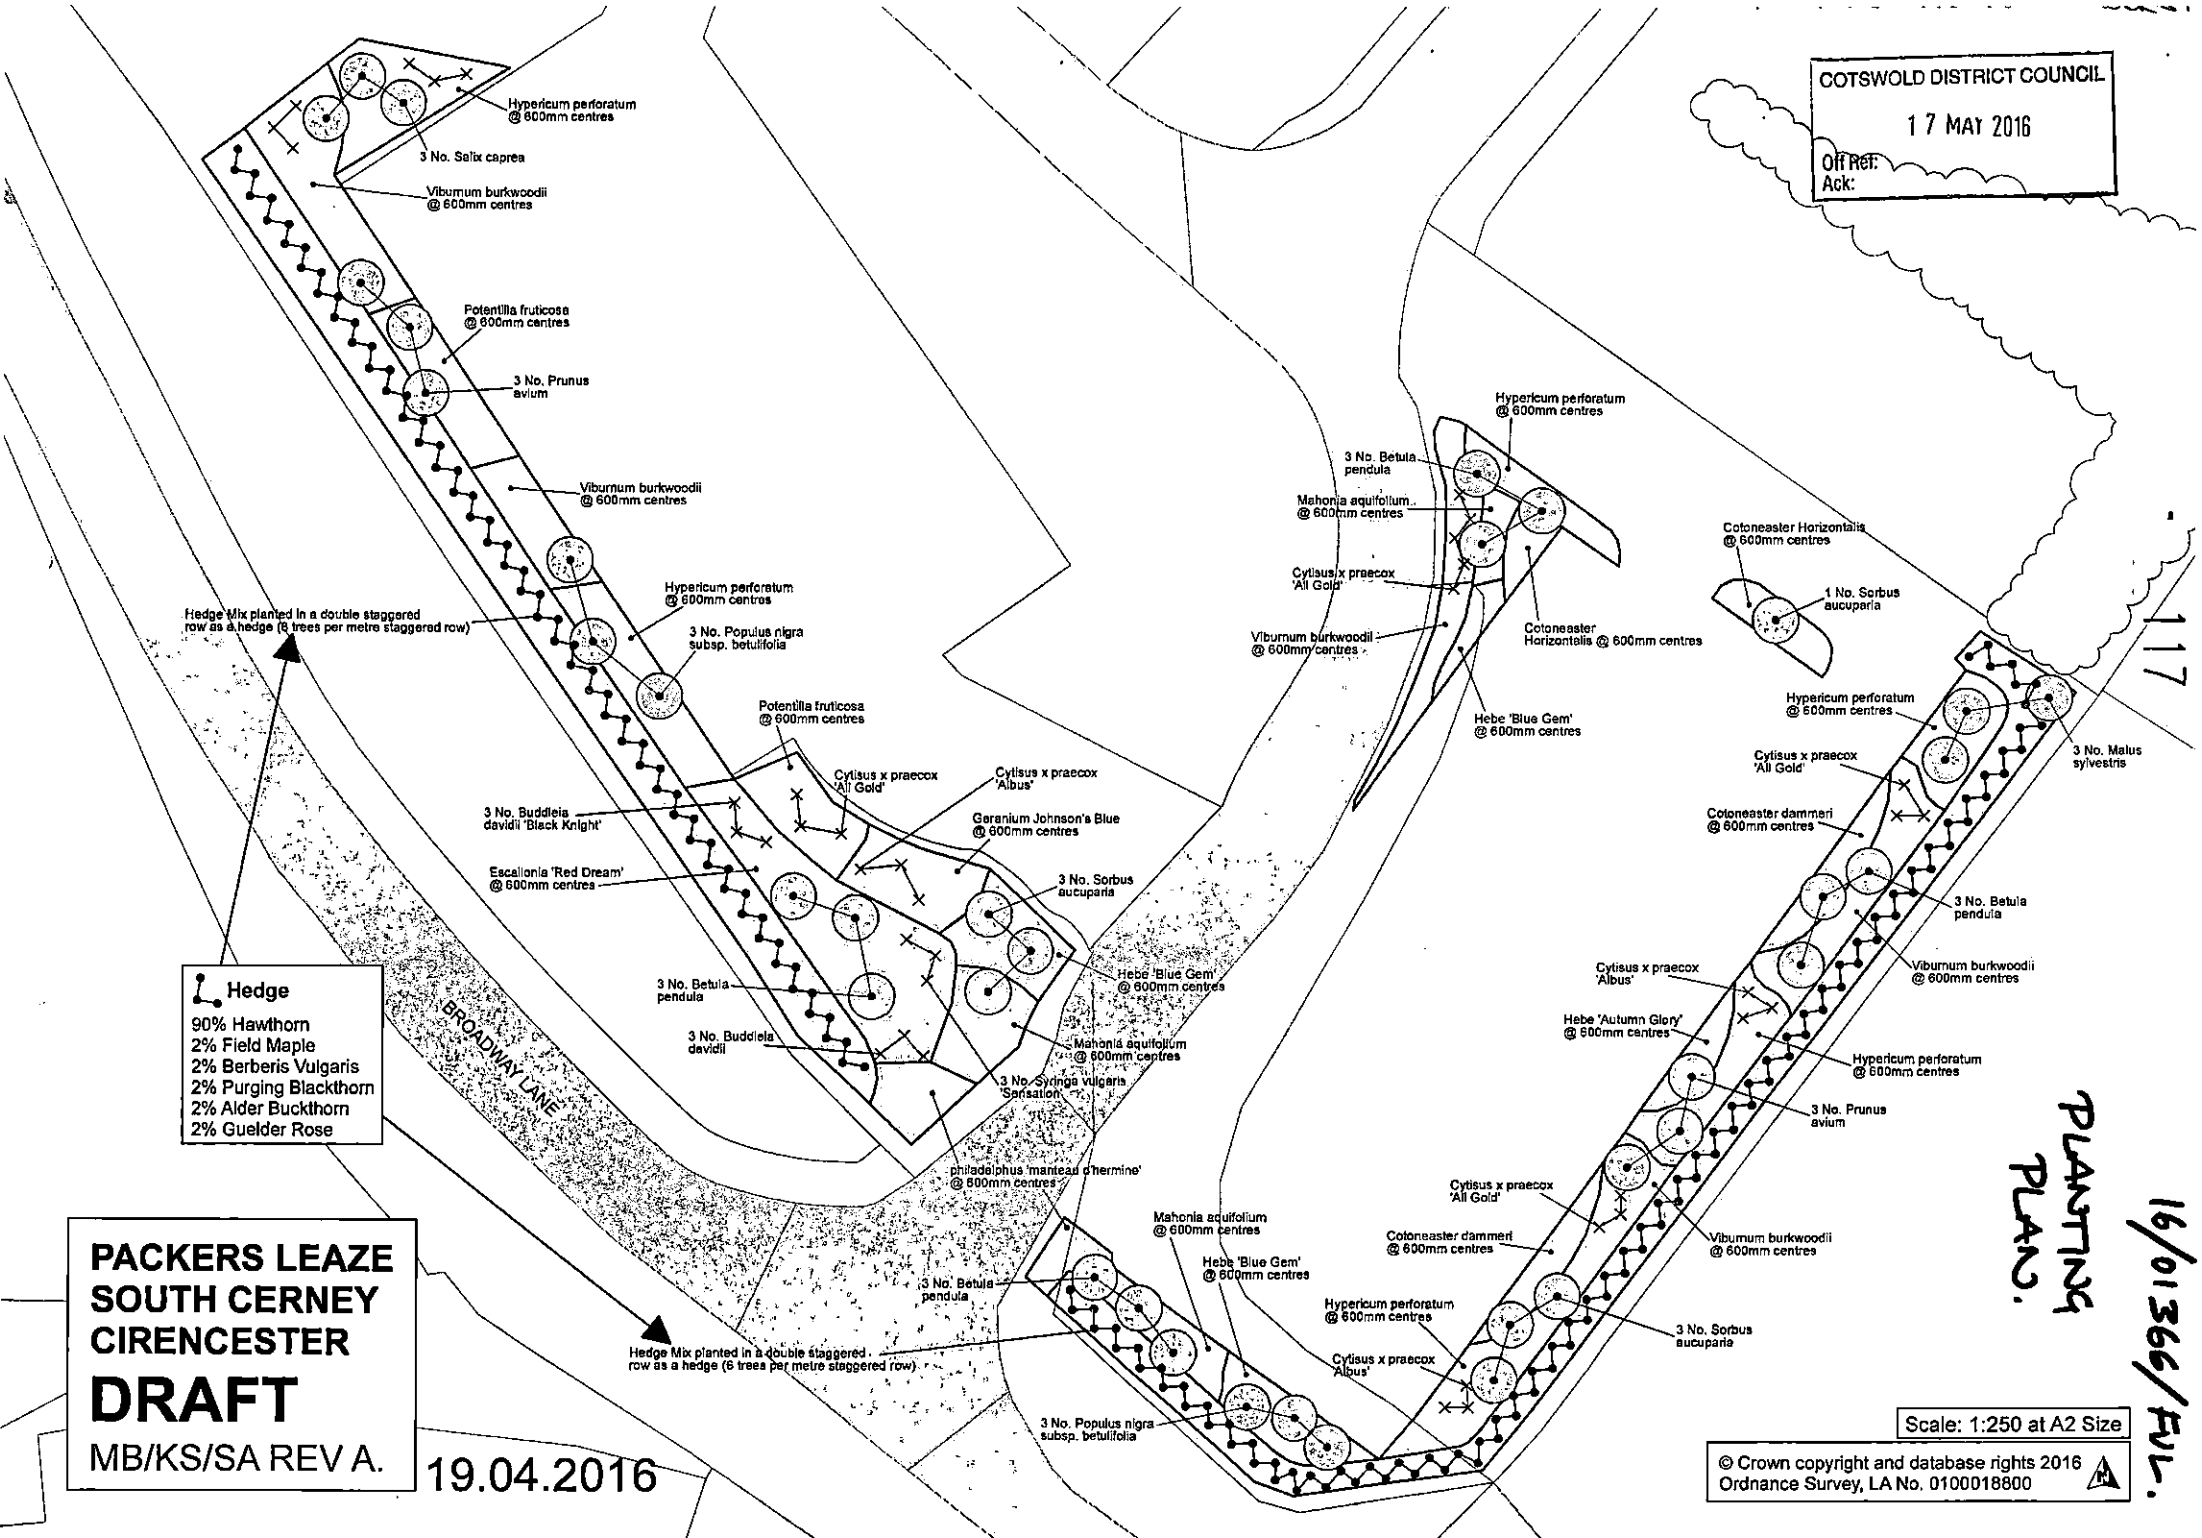 COTSWOLD DISTRICT COUNCIL
17 MAY 2016
Off Ref:
Ack:
Hypericum perforatum
@ 600mm centres
3 No. Salix caprea
Viburnum burkwoodii
@ 600mm centres
Potentilla fruticosa
@ 600mm centres
3 No. Prunus
avium
Viburnum burkwoodii
@ 600mm centres
Hypericum perforatum
@ 600mm centres
Hedge Mix planted in a double staggered
row as a hedge (6 trees per metre staggered row)
3 No. Populus nigra
subsp. betulifolia
Potentilla fruticosa
@ 600mm centres
Cytisus x praecox
'All Gold'
Cytisus x praecox
'Albus'
3 No. Buddleia
davidii 'Black Knight'
Geranium Johnson's Blue
@ 600mm centres
Escallonia 'Red Dream'
@ 600mm centres
3 No. Sorbus
aucuparia
3 No. Betula
pendula
Hebe 'Blue Gem'
@ 600mm centres
3 No. Buddleia
davidii
Mahonia aquifolium
@ 600mm centres
3 No. Syringa vulgaris
'Sensation'
philadelphus 'manteau d'hermine'
@ 600mm centres
Hypericum perforatum
@ 600mm centres
3 No. Betula
pendula
Mahonia aquifolium
@ 600mm centres
Cytisus x praecox
'All Gold'
Viburnum burkwoodii
@ 600mm centres
Cotoneaster
Horizontalis @ 600mm centres
Hebe 'Blue Gem'
@ 600mm centres
Cotoneaster Horizontalis
@ 600mm centres
1 No. Sorbus
aucuparia
117
Hypericum perforatum
@ 600mm centres
3 No. Malus
sylvestris
Cytisus x praecox
'All Gold'
Cotoneaster dammeri
@ 600mm centres
3 No. Betula
pendula
Cytisus x praecox
'Albus'
Viburnum burkwoodii
@ 600mm centres
Hebe 'Autumn Glory'
@ 600mm centres
Hypericum perforatum
@ 600mm centres
3 No. Prunus
avium
Cytisus x praecox
'All Gold'
Cotoneaster dammeri
@ 600mm centres
Viburnum burkwoodii
@ 600mm centres
Hypericum perforatum
@ 600mm centres
3 No. Sorbus
aucuparia
Cytisus x praecox
'Albus'
Mahonia aquifolium
@ 600mm centres
Hebe 'Blue Gem'
@ 600mm centres
3 No. Betula
pendula
Hedge Mix planted in a double staggered
row as a hedge (6 trees per metre staggered row)
3 No. Populus nigra
subsp. betulifolia
BROADWAY LANE
Hedge
90% Hawthorn
2% Field Maple
2% Berberis Vulgaris
2% Purging Blackthorn
2% Alder Buckthorn
2% Guelder Rose
PACKERS LEAZE
SOUTH CERNEY
CIRENCESTER
DRAFT
MB/KS/SA REV A.
19.04.2016
16/01366/FUL.
PLANTING
PLAN.
Scale: 1:250 at A2 Size
© Crown copyright and database rights 2016
Ordnance Survey, LA No. 0100018800
N